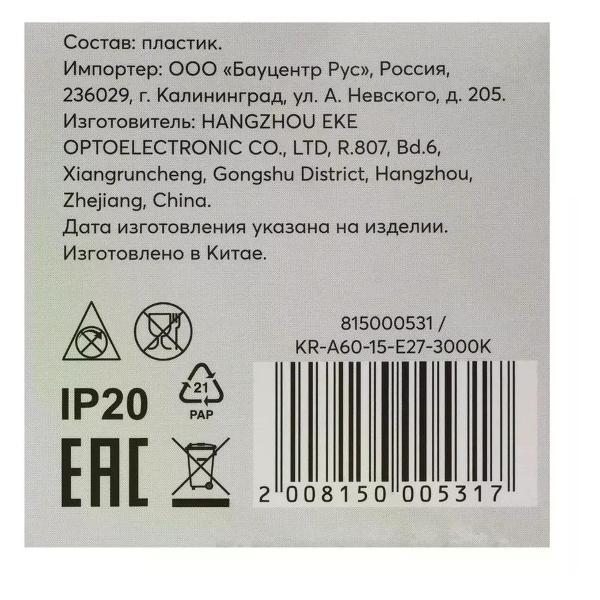 Состав: пластик.
Импортер: ООО «Бауцентр Рус», Россия,
236029, г. Калининград, ул. А. Невского, д. 205.
Изготовитель: HANGZHOU EKE
OPTOELECTRONIC CO., LTD, R.807, Bd.6,
Xiangruncheng, Gongshu District, Hangzhou,
Zhejiang, China.
Дата изготовления указана на изделии.
Изготовлено в Китае.
815000531 /
KR-A60-15-E27-3000K
IP20
21
PAP
EAC
2 008150 005317